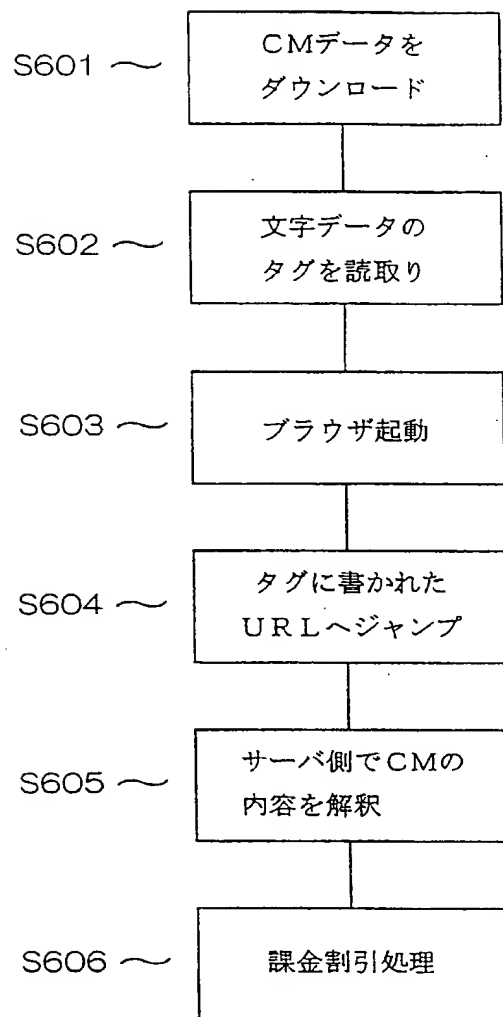 S601 〜 CMデータを
ダウンロード
S602 〜 文字データの
タグを読取り
S603 〜 ブラウザ起動
S604 〜 タグに書かれた
URLへジャンプ
S605 〜 サーバ側でCMの
内容を解釈
S606 〜 課金割引処理